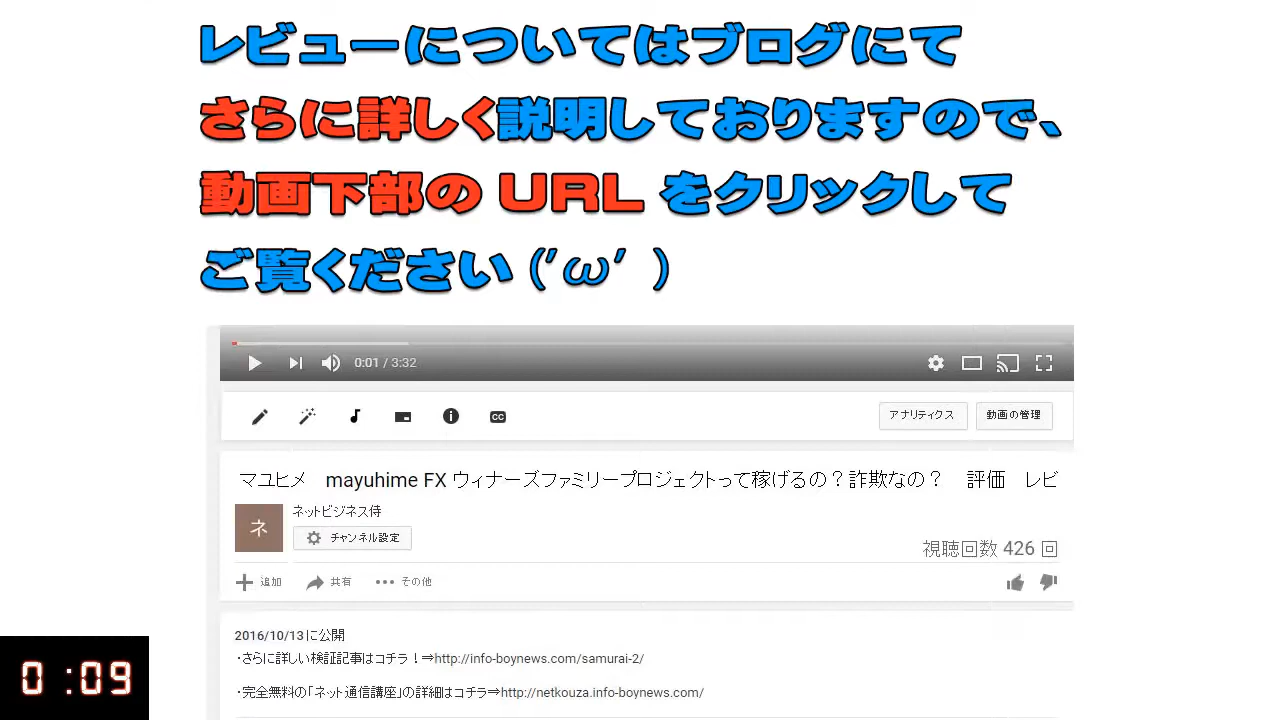 レビューについてはブログにて
さらに詳しく説明しておりますので、
動画下部の URL をクリックして
ご覧ください ('ω' )
0:01 / 3:32
CC
アナリティクス
動画の管理
マユヒメ　mayuhime FX ウィナーズファミリープロジェクトって稼げるの？詐欺なの？　評価　レビ
ネ
ネットビジネス侍
チャンネル設定
視聴回数 426 回
追加
共有
その他
2016/10/13 に公開
・さらに詳しい検証記事はコチラ！⇒http://info-boynews.com/samurai-2/
・完全無料の「ネット通信講座」の詳細はコチラ⇒http://netkouza.info-boynews.com/
0:09